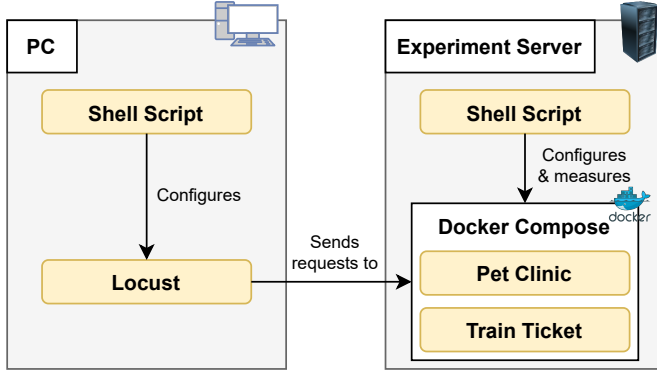 PC
Shell Script
Configures
Locust
Sends
requests to
Experiment Server
Shell Script
Configures
& measures
docker
Docker Compose
Pet Clinic
Train Ticket